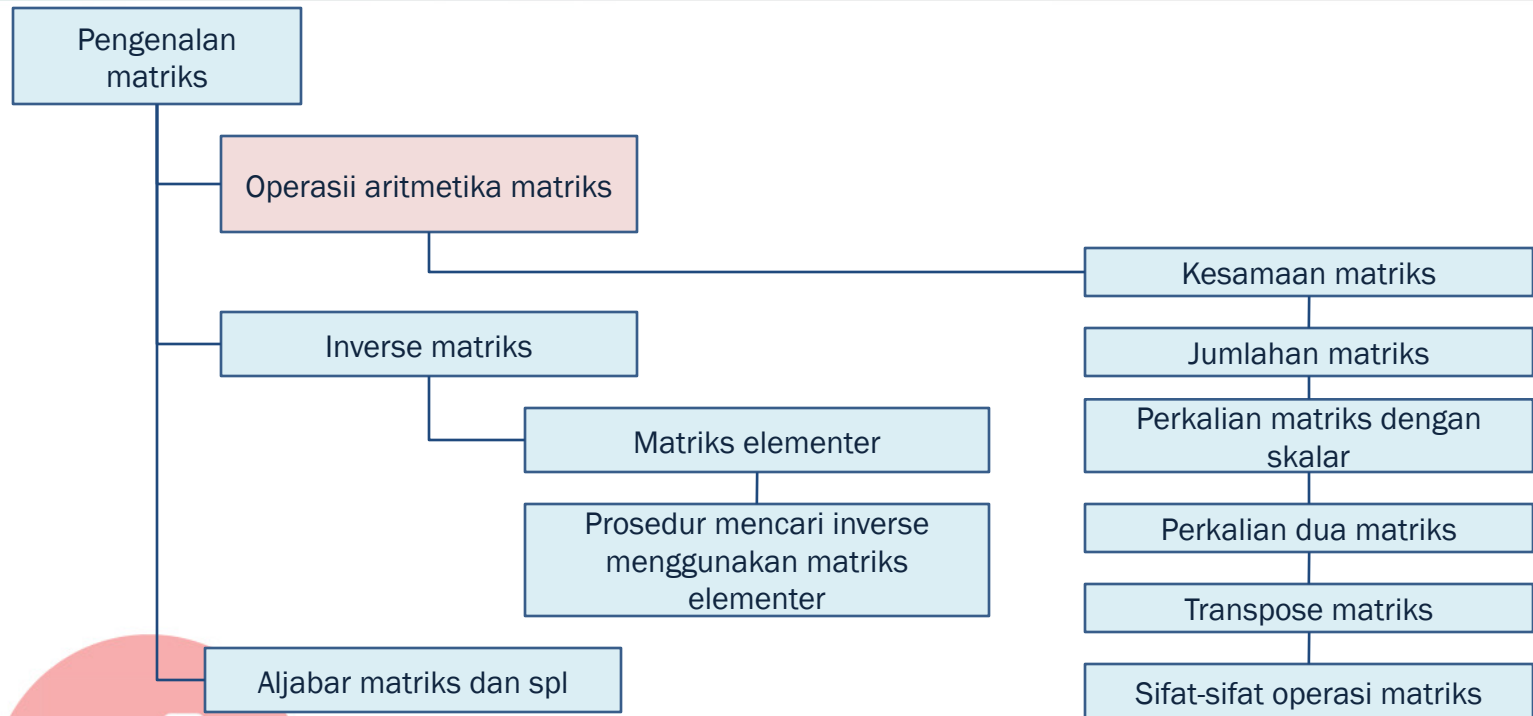 Pengenalan
matriks
Operasii aritmetika matriks
Kesamaan matriks
Inverse matriks
Jumlahan matriks
Perkalian matriks dengan
skalar
Matriks elementer
Prosedur mencari inverse
menggunakan matriks
elementer
Perkalian dua matriks
Transpose matriks
Aljabar matriks dan spl
Sifat-sifat operasi matriks